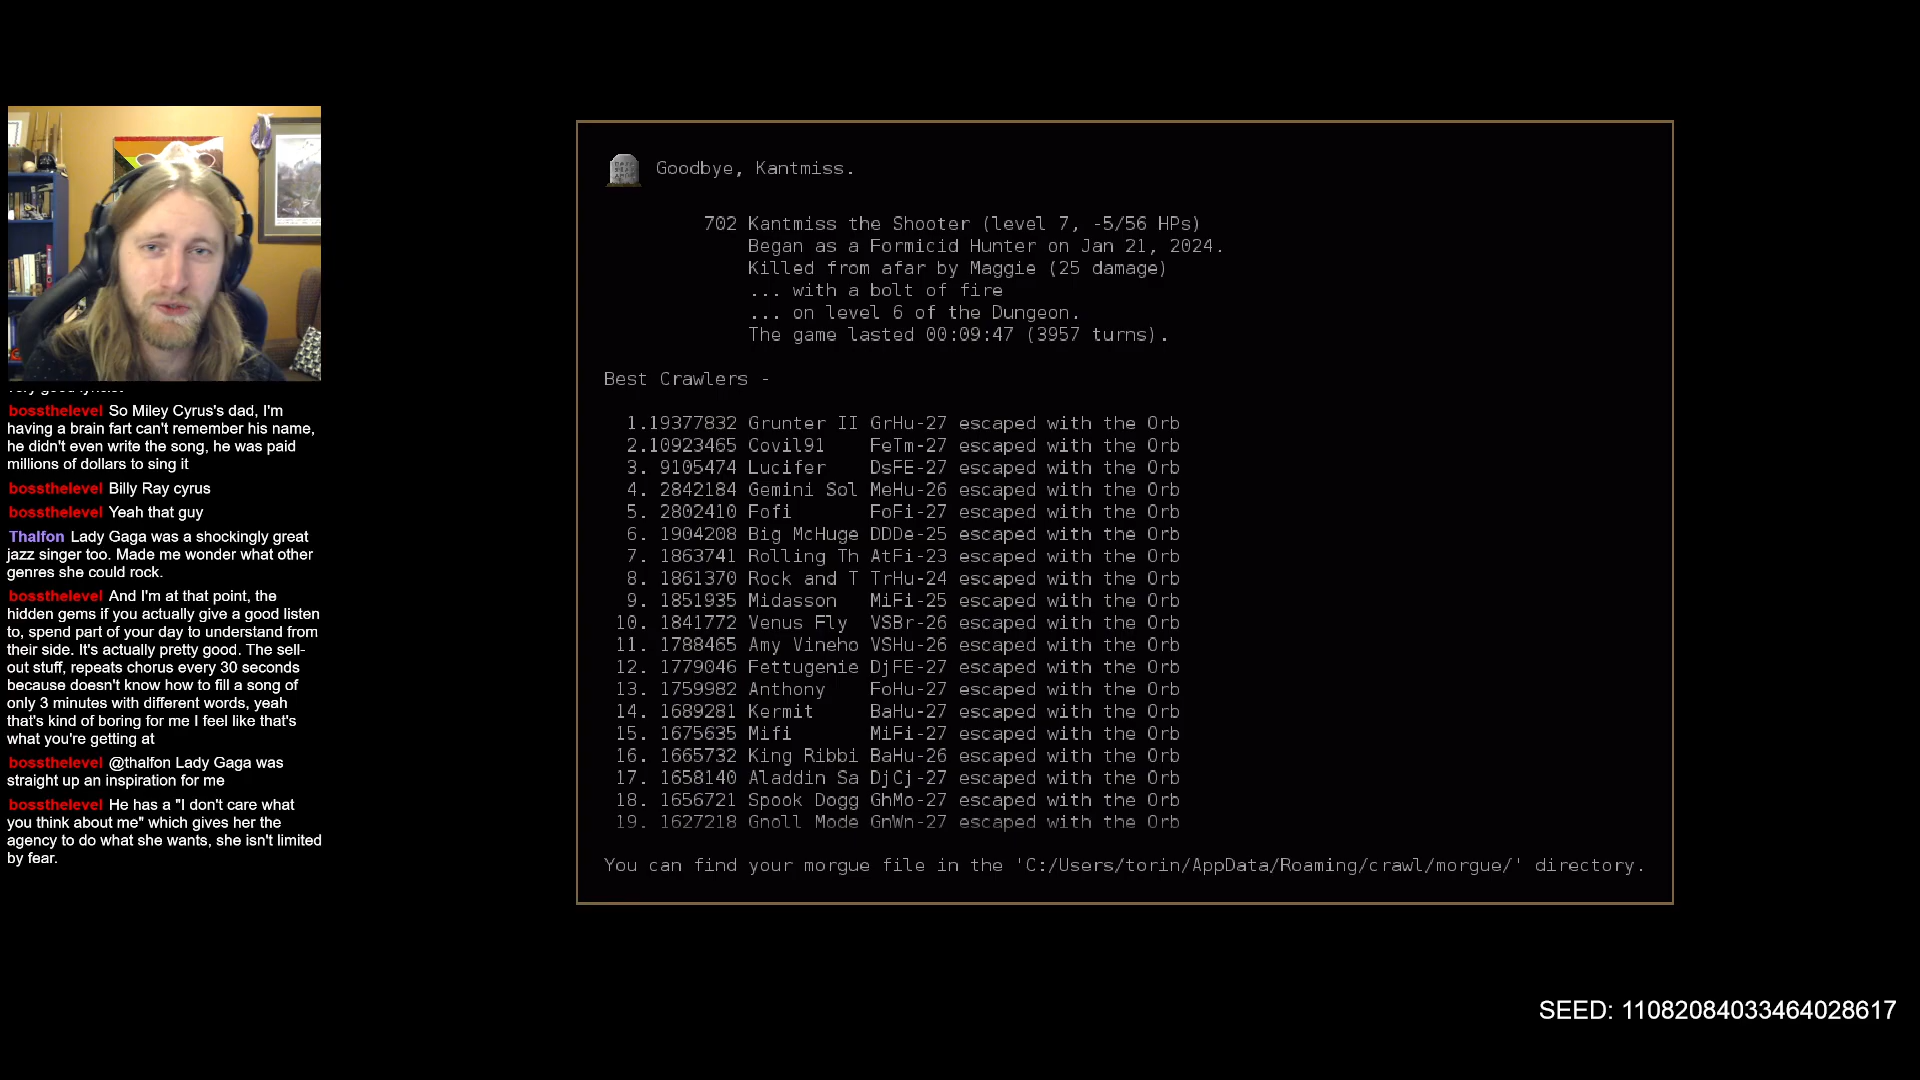 Goodbye, Kantmiss.
702 Kantmiss the Shooter (level 7, -5/56 HPs)
Began as a Formicid Hunter on Jan 21, 2024.
Killed from afar by Maggie (25 damage)
... with a bolt of fire
... on level 6 of the Dungeon.
The game lasted 00:09:47 (3957 turns).
Best Crawlers -
1.19377832 Grunter II GrHu-27 escaped with the Orb
2.10923465 Covil91 FeTm-27 escaped with the Orb
3. 9105474 Lucifer DsFE-27 escaped with the Orb
4. 2842184 Gemini Sol MeHu-26 escaped with the Orb
5. 2802410 Fofi FoFi-27 escaped with the Orb
6. 1904208 Big McHuge DDDe-25 escaped with the Orb
7. 1863741 Rolling Th AtFi-23 escaped with the Orb
8. 1861370 Rock and T TrHu-24 escaped with the Orb
9. 1851935 Midasson MiFi-25 escaped with the Orb
10. 1841772 Venus Fly VSBr-26 escaped with the Orb
11. 1788465 Amy Vineho VSHu-26 escaped with the Orb
12. 1779046 Fettugenie DjFE-27 escaped with the Orb
13. 1759982 Anthony FoHu-27 escaped with the Orb
14. 1689281 Kermit BaHu-27 escaped with the Orb
15. 1675635 Mifi MiFi-27 escaped with the Orb
16. 1665732 King Ribbi BaHu-26 escaped with the Orb
17. 1658140 Aladdin Sa DjCj-27 escaped with the Orb
18. 1656721 Spook Dogg GhMo-27 escaped with the Orb
19. 1627218 Gnoll Mode GnWn-27 escaped with the Orb
You can find your morgue file in the 'C:/Users/torin/AppData/Roaming/crawl/morgue/' directory.
bossthelevel So Miley Cyrus's dad, I'm
having a brain fart can't remember his name,
he didn't even write the song, he was paid
millions of dollars to sing it
bossthelevel Billy Ray cyrus
bossthelevel Yeah that guy
Thalfon Lady Gaga was a shockingly great
jazz singer too. Made me wonder what other
genres she could rock.
bossthelevel And I'm at that point, the
hidden gems if you actually give a good listen
to, spend part of your day to understand from
their side. It's actually pretty good. The sell-
out stuff, repeats chorus every 30 seconds
because doesn't know how to fill a song of
only 3 minutes with different words, yeah
that's kind of boring for me I feel like that's
what you're getting at
bossthelevel @thalfon Lady Gaga was
straight up an inspiration for me
bossthelevel He has a "I don't care what
you think about me" which gives her the
agency to do what she wants, she isn't limited
by fear.
SEED: 11082084033464028617